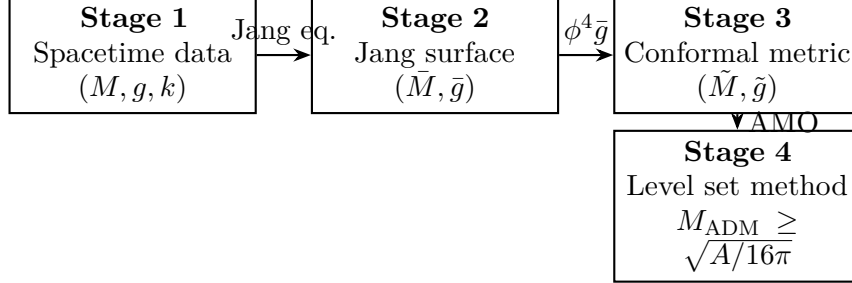 Stage 1
Spacetime data
(M, g, k)
Jang eq.
Stage 2
Jang surface
(M̄, ḡ)
ϕ⁴ḡ
Stage 3
Conformal metric
(M̃, g̃)
AMO
Stage 4
Level set method
M_ADM ≥
√A/16π